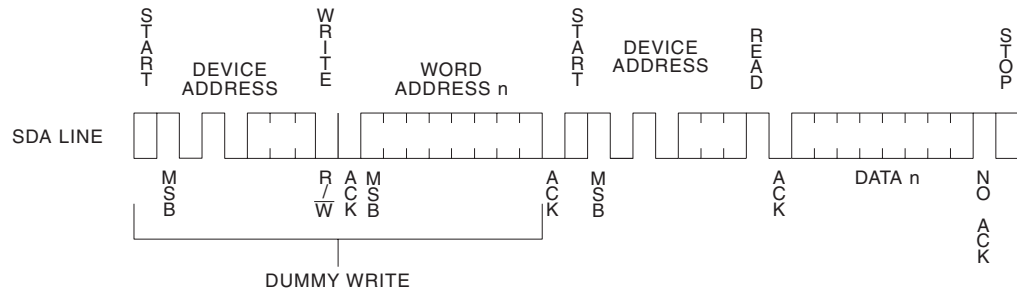 START
WRITE
START
READ
STOP
DEVICE
ADDRESS
WORD
ADDRESS n
DEVICE
ADDRESS
SDA LINE
MSB
R/W
ACK
MSB
ACK
MSB
ACK
DATA n
NO ACK
DUMMY WRITE